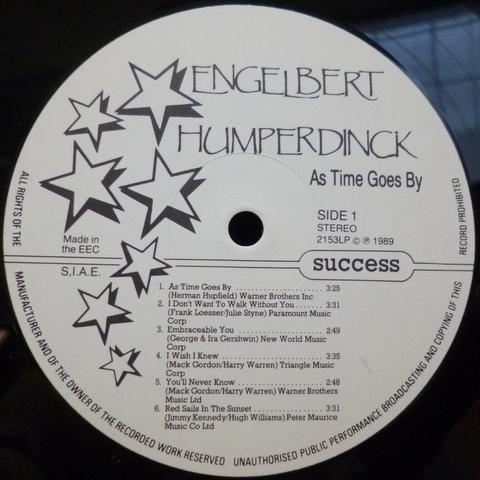 ENGELBERT
HUMPERDINCK
As Time Goes By
SIDE 1
STEREO
2153LP © ℗ 1989
Made in
the EEC
success
S.I.A.E.
1. As Time Goes By .................... 3:25
(Herman Hupfield) Warner Brothers Inc
2. I Don't Want To Walk Without You ....... 3:31
(Frank Loesser/Julie Styne) Paramount Music
Corp
3. Embraceable You .................... 2:49
(George & Ira Gershwin) New World Music
Corp
4. I Wish I Knew .................... 3:35
(Mack Gordon/Harry Warren) Triangle Music
Corp
5. You'll Never Know .................... 2:48
(Mack Gordon/Harry Warren) Warner Brothers
Music Ltd
6. Red Sails In The Sunset ................ 3:31
(Jimmy Kennedy/Hugh Williams) Peter Maurice
Music Co Ltd
ALL RIGHTS OF THE MANUFACTURER AND OF THE OWNER OF THE RECORDED WORK RESERVED UNAUTHORISED PUBLIC PERFORMANCE BROADCASTING AND COPYING OF THIS RECORD PROHIBITED